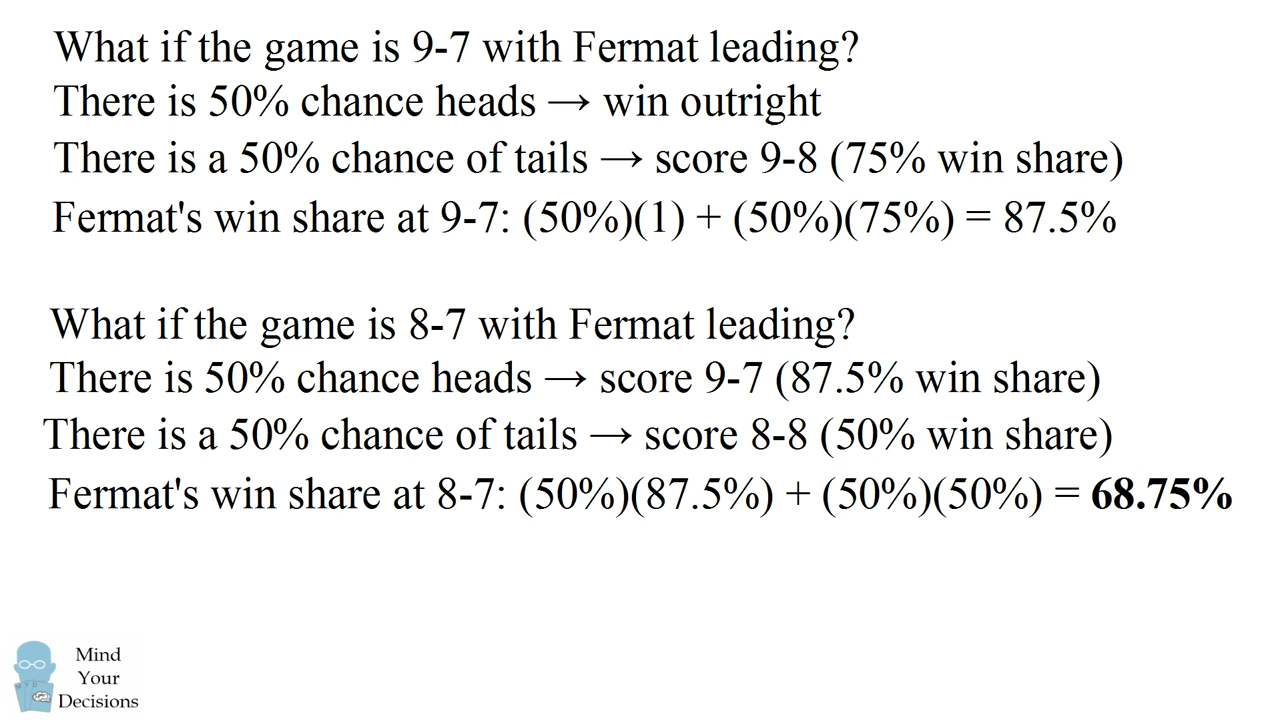 What if the game is 9-7 with Fermat leading?
There is 50% chance heads → win outright
There is a 50% chance of tails → score 9-8 (75% win share)
Fermat's win share at 9-7: (50%)(1) + (50%)(75%) = 87.5%
What if the game is 8-7 with Fermat leading?
There is 50% chance heads → score 9-7 (87.5% win share)
There is a 50% chance of tails → score 8-8 (50% win share)
Fermat's win share at 8-7: (50%)(87.5%) + (50%)(50%) = 68.75%
Mind
Your
Decisions